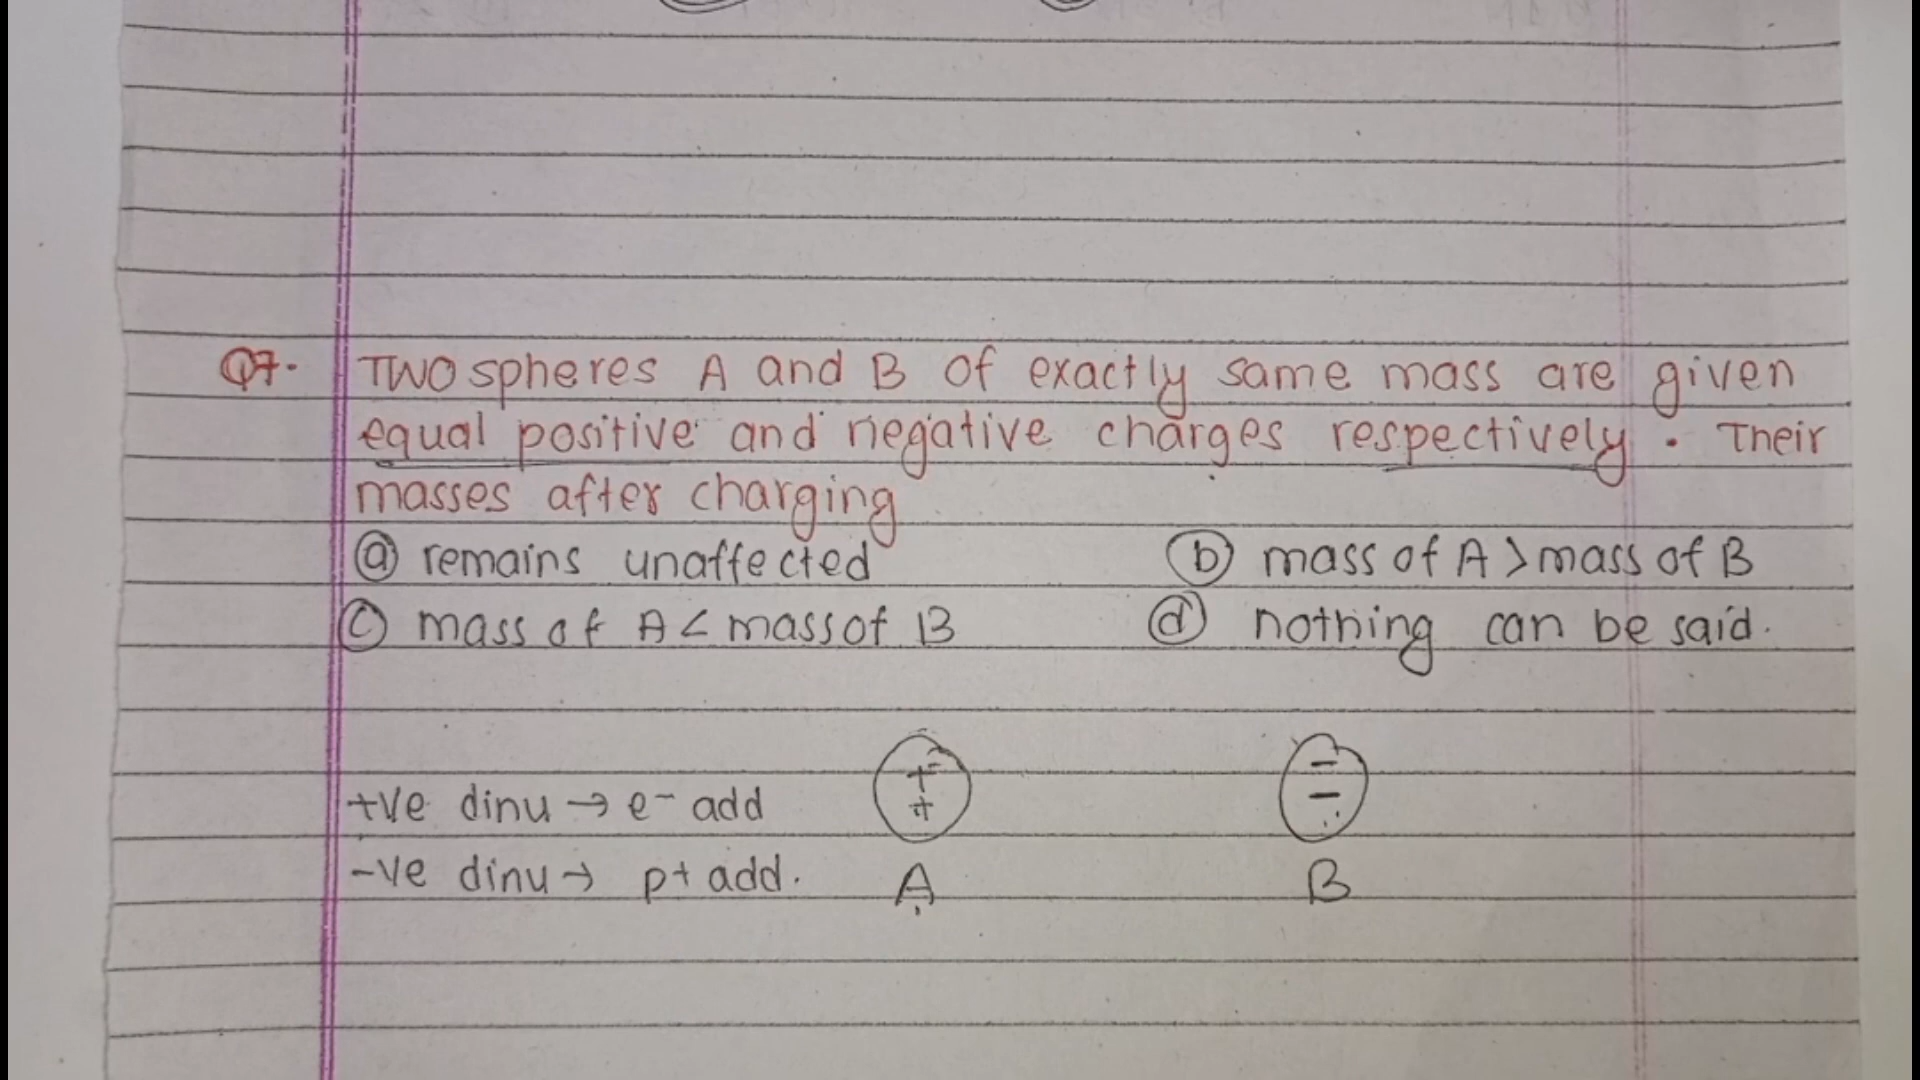 Q7. Two spheres A and B of exactly same mass are given
equal positive and negative charges respectively. Their
masses after charging
(a) remains unaffected (b) mass of A > mass of B
(c) mass of A < mass of B (d) nothing can be said.
+ve dinu → e⁻ add
-ve dinu → p+ add.
+ +
A
− −
B